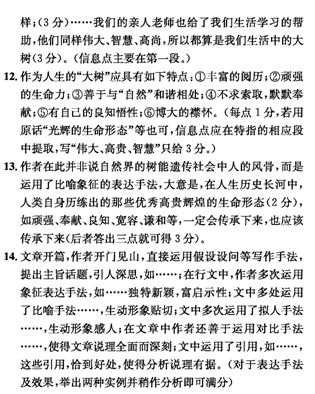 样;(3分)……我们的亲人老师也给了我们生活学习的帮
助,他们同样伟大、智慧、高尚,所以都是我们生活中的大
树(3分)。(信息点主要在第一段。)
12. 作为人生的“大树”应具有如下特点:①丰富的阅历;②顽强
的生命力;③善于与“自然”和谐相处;④不求索取,默默奉
献;⑤有自己的良知悟性;⑥博大的襟怀。(每点1分,若用
原话“光辉的生命形态”等也可,信息点应在特指的相应段
中提取,写“伟大、高贵、智慧”只给3分。)
13. 作者在此并非说自然界的树能遗传社会中人的风骨,而是
运用了比喻象征的表达手法,大意是,在人生历史长河中,
人类自身历练出的那些优秀高贵辉煌的生命形态(2分),
如顽强、奉献、良知、宽容、谦和等,一定会传承下来,也应该
传承下来(后者答出三点就可得3分)。
14. 文章开篇,作者开门见山,直接运用假设设问等写作手法,
提出主旨话题,引人深思,如……;在行文中,作者多次运用
象征表达手法,如……独特新颖,富启示性;文中多处运用
了比喻手法……,生动形象贴切;文中多次运用了拟人手法
……,生动形象感人;在文章中作者还善于运用对比手法
……,使得文章说理全面而深刻;文中运用了引用,如……,
这些引用,恰到好处,使得分析说理有据。(对于表达手法
及效果,举出两种实例并稍作分析即可满分)